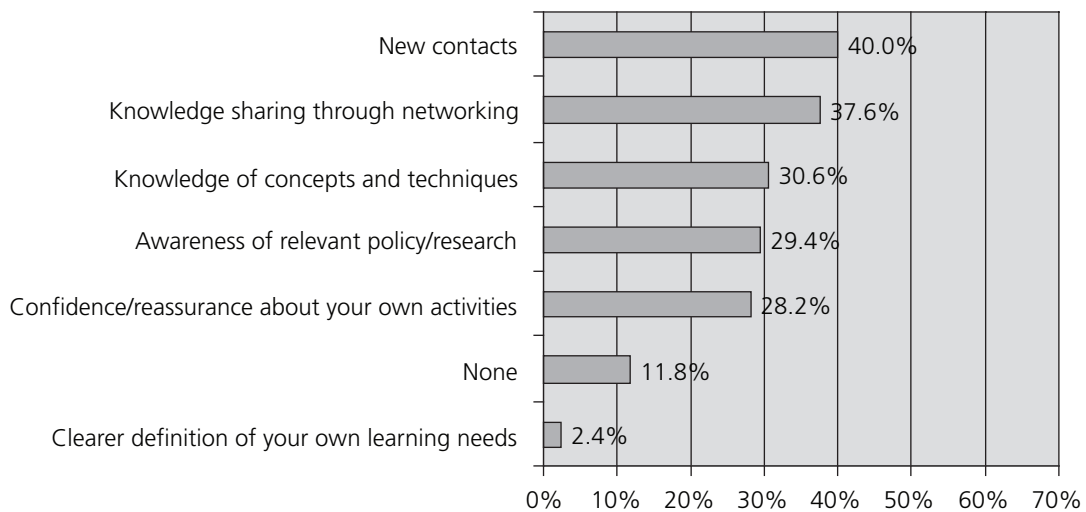 New contacts 40.0%
Knowledge sharing through networking 37.6%
Knowledge of concepts and techniques 30.6%
Awareness of relevant policy/research 29.4%
Confidence/reassurance about your own activities 28.2%
None 11.8%
Clearer definition of your own learning needs 2.4%
0% 10% 20% 30% 40% 50% 60% 70%